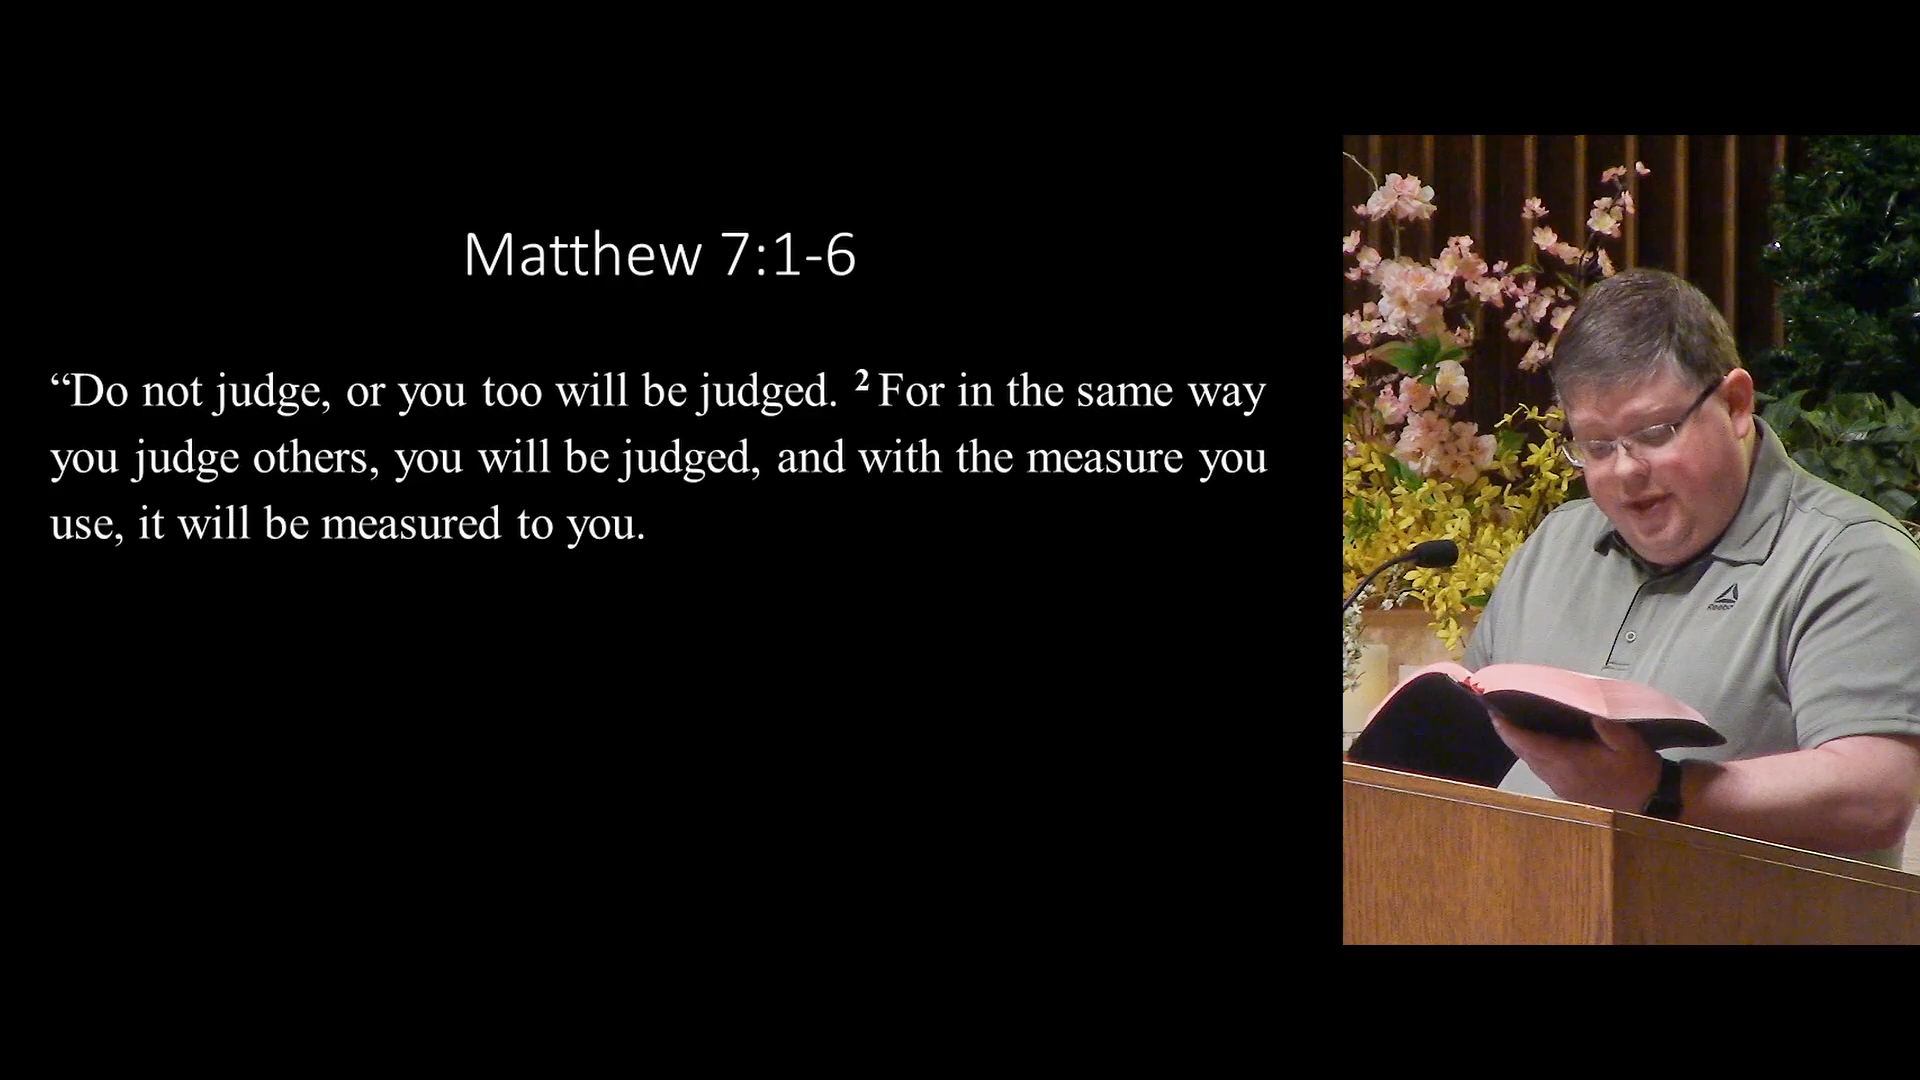 Matthew 7:1-6
“Do not judge, or you too will be judged. 2 For in the same way
you judge others, you will be judged, and with the measure you
use, it will be measured to you.
Reebok